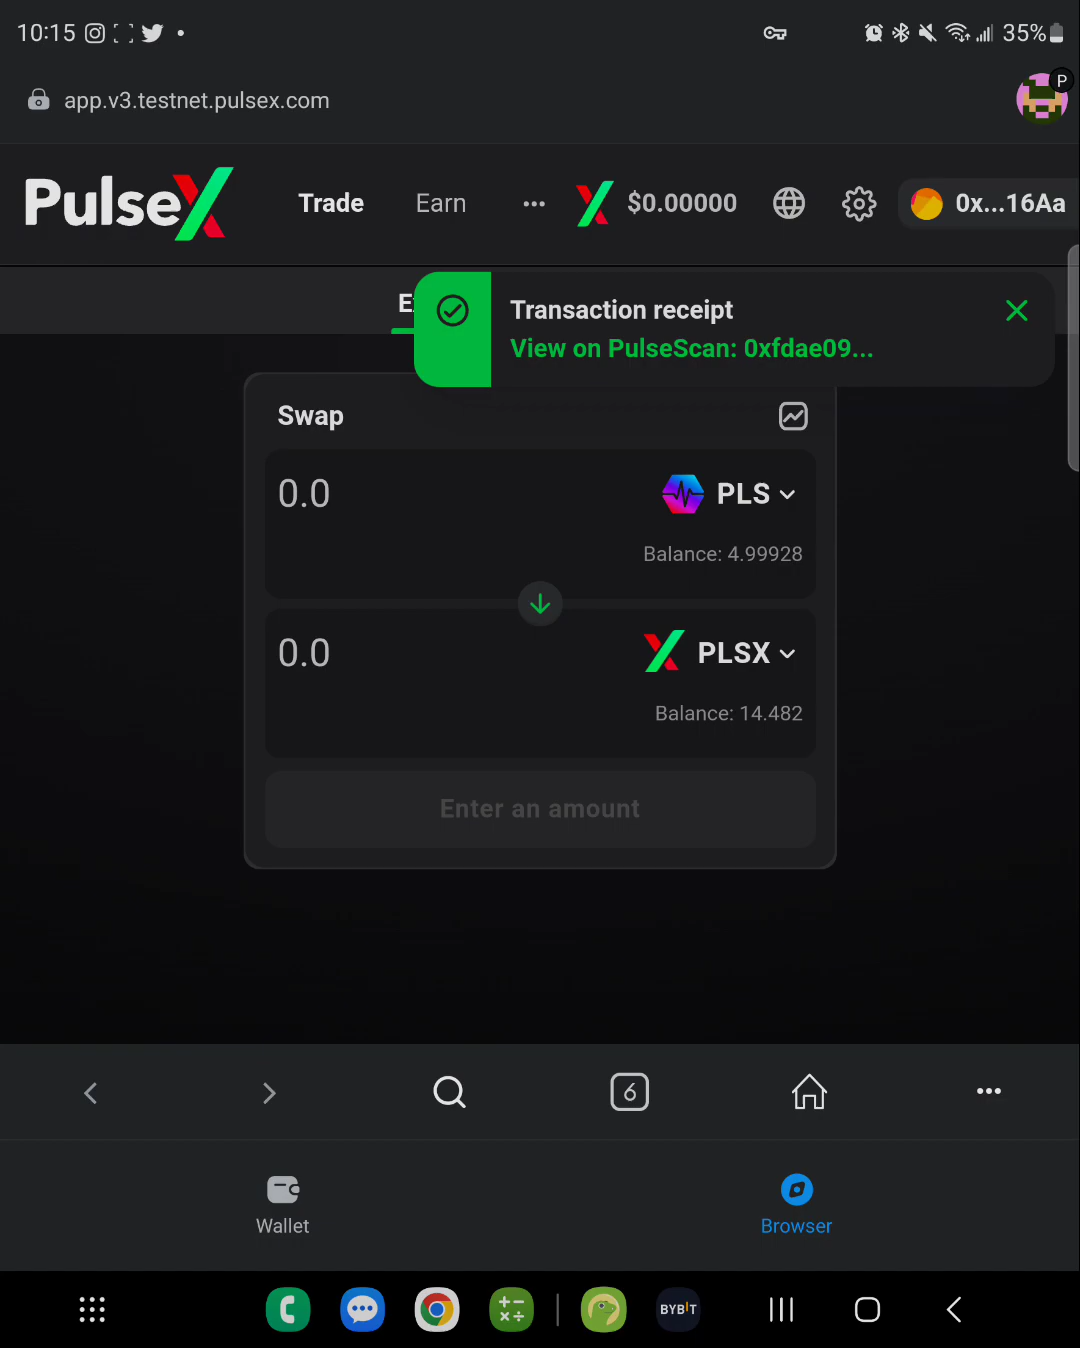 10:15
35%
app.v3.testnet.pulsex.com
P
PulseX
Trade
Earn
$0.00000
0x...16Aa
E
Transaction receipt
View on PulseScan: 0xfdae09...
Swap
0.0
PLS
Balance: 4.99928
0.0
PLSX
Balance: 14.482
Enter an amount
6
Wallet
Browser
BYBIT